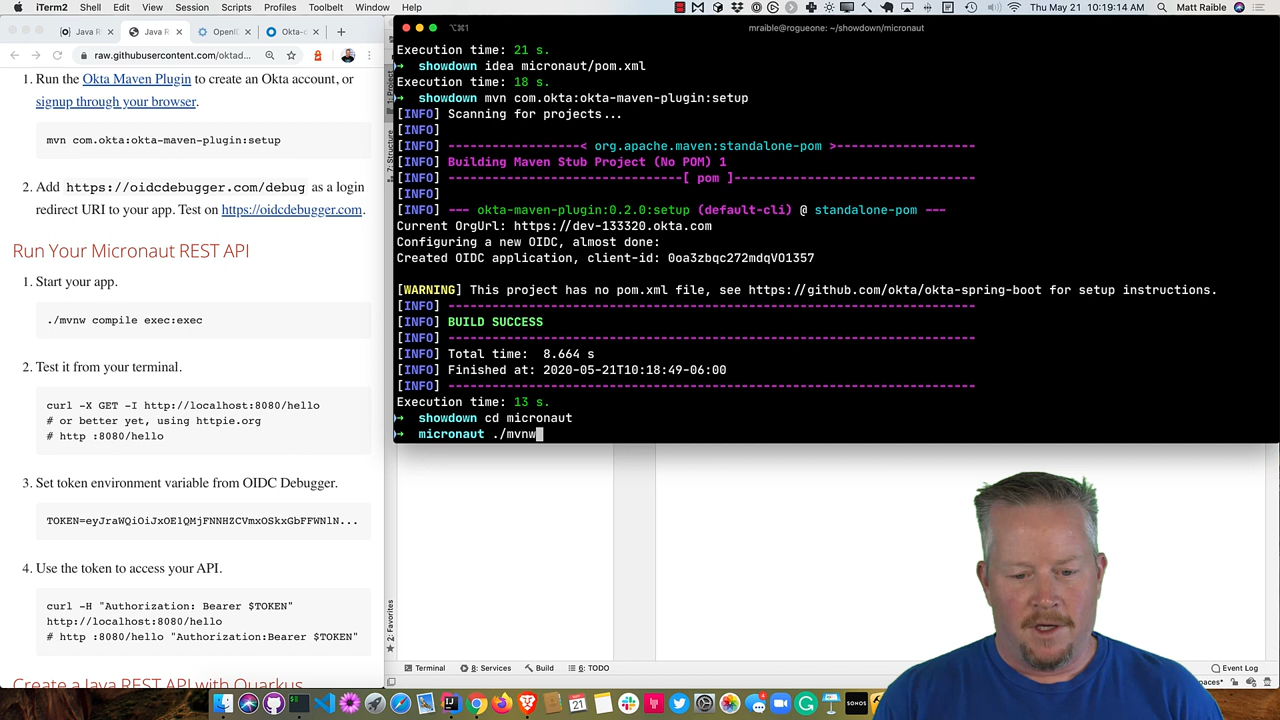 iTerm2 Shell Edit View Session Scripts Profiles Toolbelt Window Help
Thu May 21 10:19:14 AM Matt Raible
raw.githubusercontent.com/oktad...
1. Run the Okta Maven Plugin to create an Okta account, or
signup through your browser.
mvn com.okta:okta-maven-plugin:setup
2. Add https://oidcdebugger.com/debug as a login
redirect URI to your app. Test on https://oidcdebugger.com.
Run Your Micronaut REST API
1. Start your app.
./mvnw compile exec:exec
2. Test it from your terminal.
curl -X GET -I http://localhost:8080/hello
# or better yet, using httpie.org
# http :8080/hello
3. Set token environment variable from OIDC Debugger.
TOKEN=eyJraWQiOiJxOE1QMjFNNHZCVmxOSkxGbFFWNlN...
4. Use the token to access your API.
curl -H "Authorization: Bearer $TOKEN"
http://localhost:8080/hello
# http :8080/hello "Authorization:Bearer $TOKEN"
Create a Java REST API with Quarkus
⌥⌘1
mraible@rogueone: ~/showdown/micronaut
Execution time: 21 s.
➜ showdown idea micronaut/pom.xml
Execution time: 18 s.
➜ showdown mvn com.okta:okta-maven-plugin:setup
[INFO] Scanning for projects...
[INFO]
[INFO] ------------------< org.apache.maven:standalone-pom >-------------------
[INFO] Building Maven Stub Project (No POM) 1
[INFO] --------------------------------[ pom ]---------------------------------
[INFO]
[INFO] --- okta-maven-plugin:0.2.0:setup (default-cli) @ standalone-pom ---
Current OrgUrl: https://dev-133320.okta.com
Configuring a new OIDC, almost done:
Created OIDC application, client-id: 0oa3zbqc272mdqVO1357
[WARNING] This project has no pom.xml file, see https://github.com/okta/okta-spring-boot for setup instructions.
[INFO] ------------------------------------------------------------------------
[INFO] BUILD SUCCESS
[INFO] ------------------------------------------------------------------------
[INFO] Total time:  8.664 s
[INFO] Finished at: 2020-05-21T10:18:49-06:00
[INFO] ------------------------------------------------------------------------
Execution time: 13 s.
➜ showdown cd micronaut
➜ micronaut ./mvnw
1: Project
7: Structure
2: Favorites
Terminal 8: Services Build 6: TODO
Event Log
paces*
21
SONOS